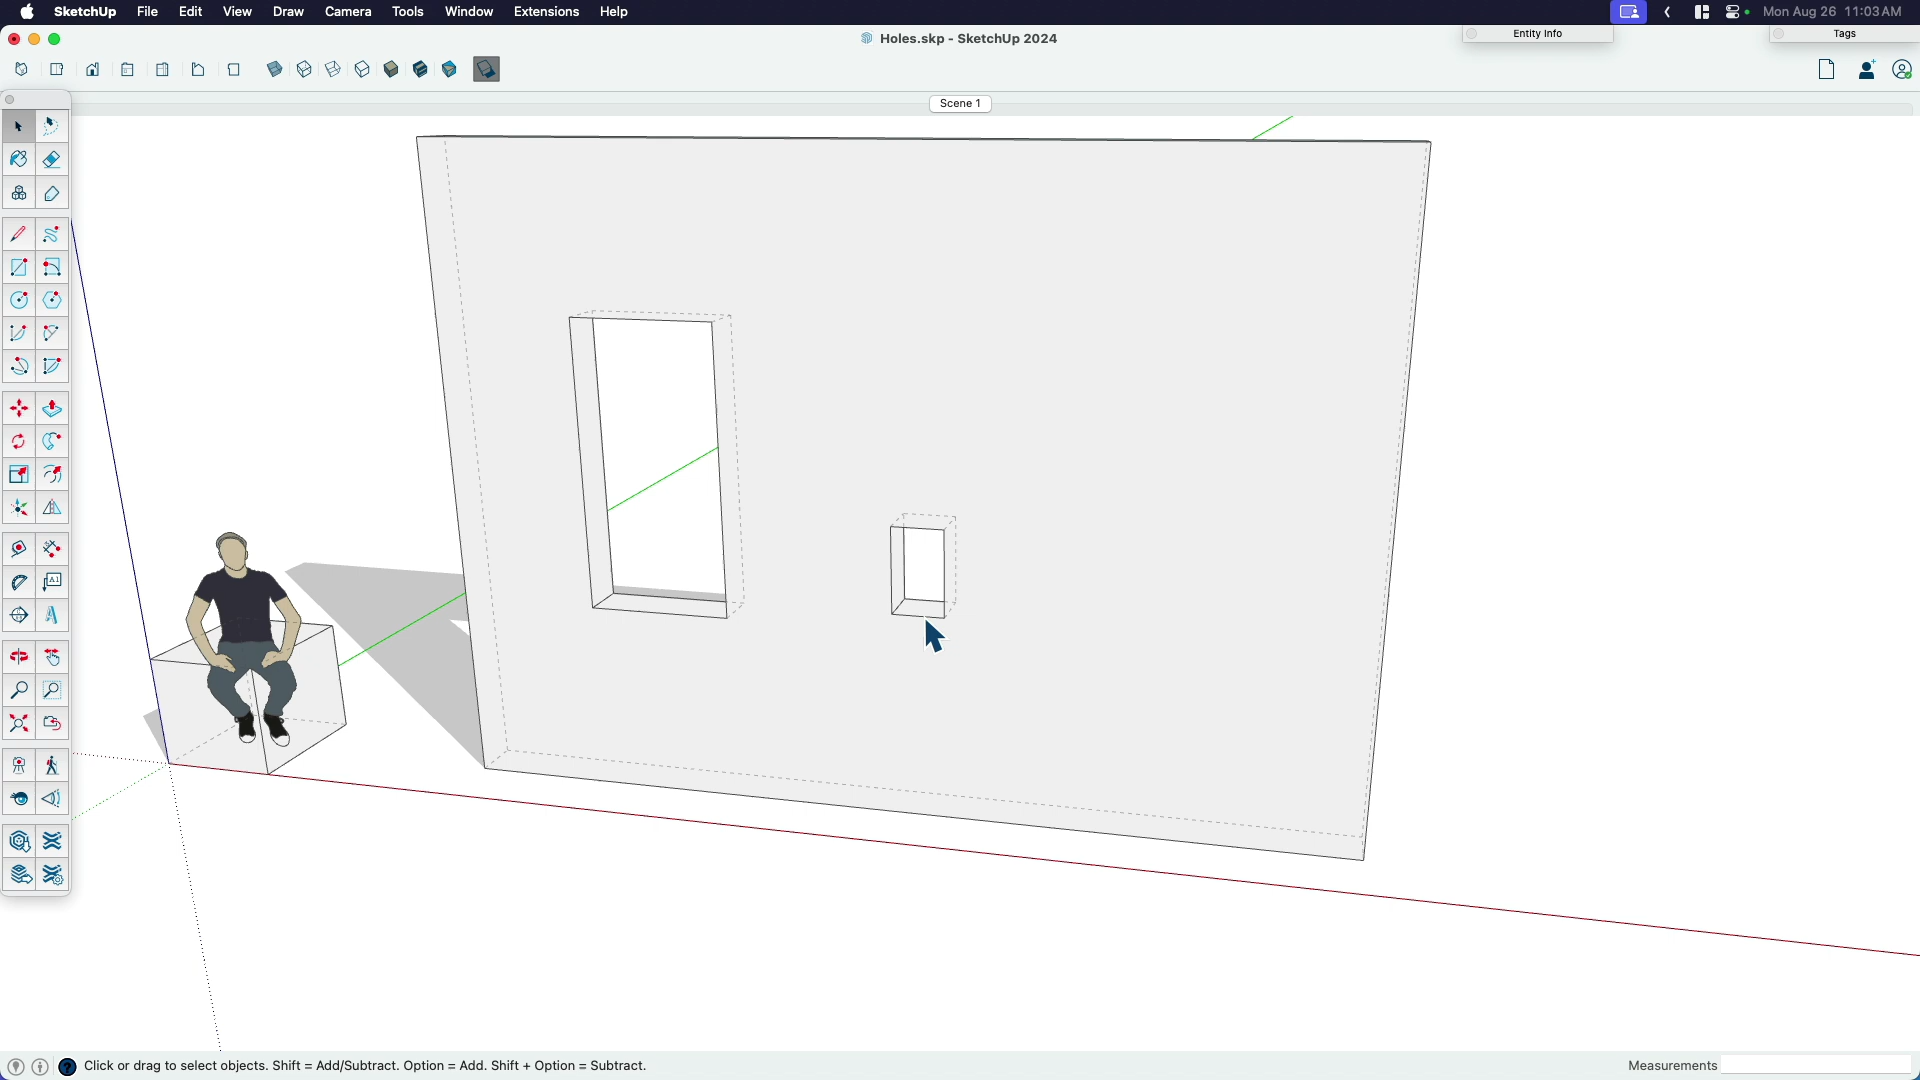 SketchUp File Edit View Draw Camera Tools Window Extensions Help Mon Aug 26 11:03 AM
Holes.skp - SketchUp 2024
Entity Info
Tags
Scene 1
A1
Click or drag to select objects. Shift = Add/Subtract. Option = Add. Shift + Option = Subtract.
Measurements